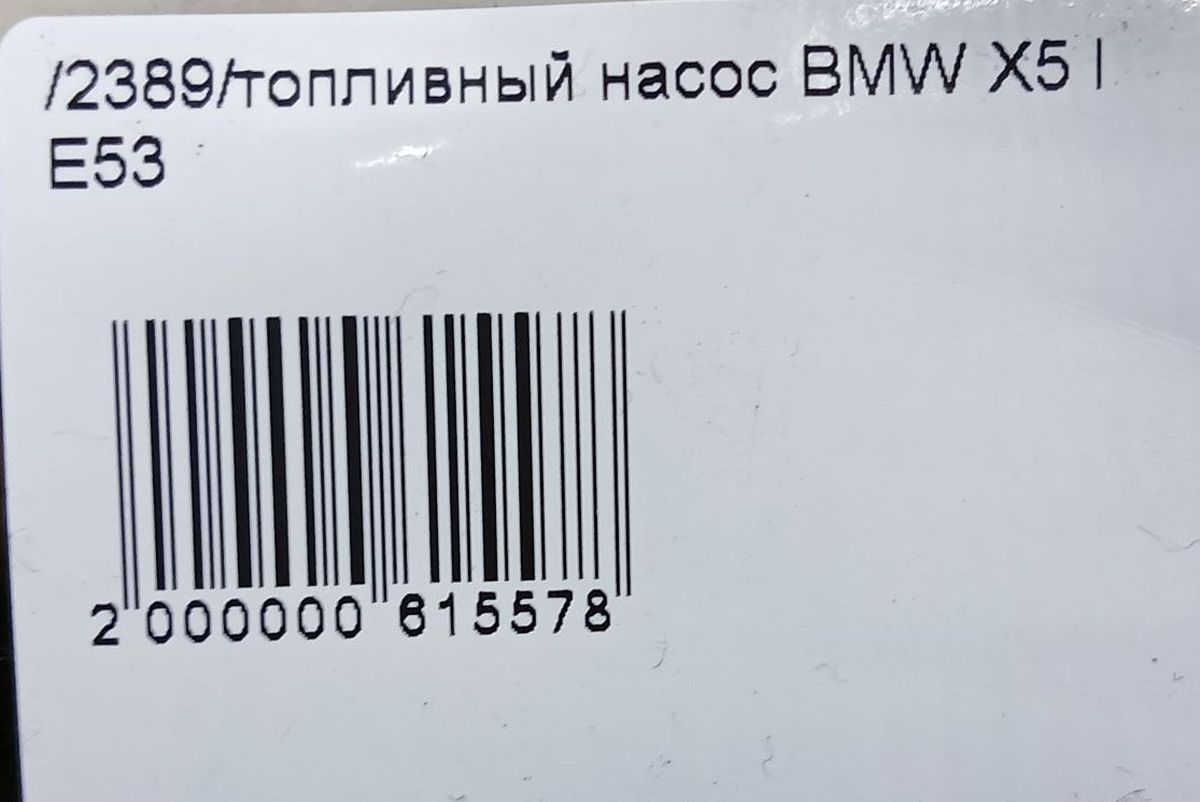 /2389/топливный насос BMW X5 I
E53
2 000000 615578